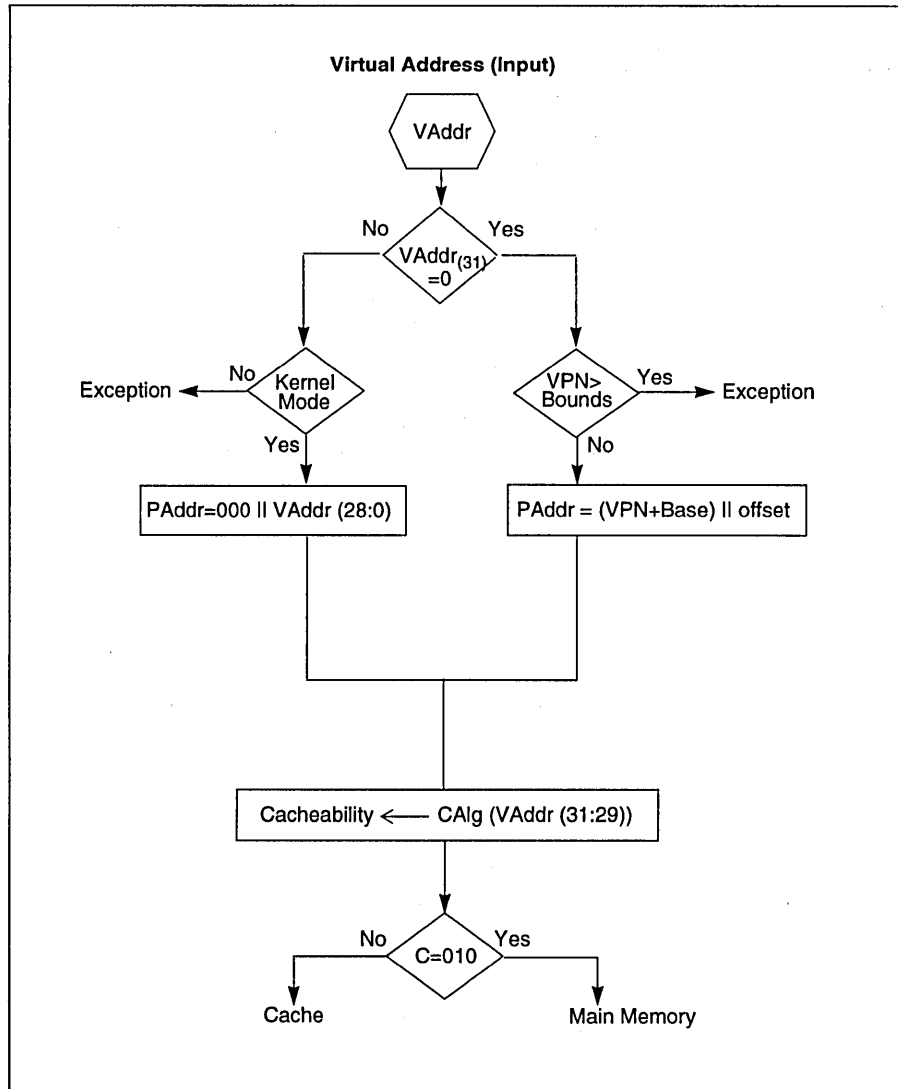 Virtual Address (Input)
VAddr
No
Yes
VAddr(31)
=0
No
Kernel
Mode
Exception
Yes
VPN>
Bounds
Yes
Exception
No
PAddr=000 || VAddr (28:0)
PAddr = (VPN+Base) || offset
Cacheability ← CAlg (VAddr (31:29))
No
C=010
Yes
Cache
Main Memory